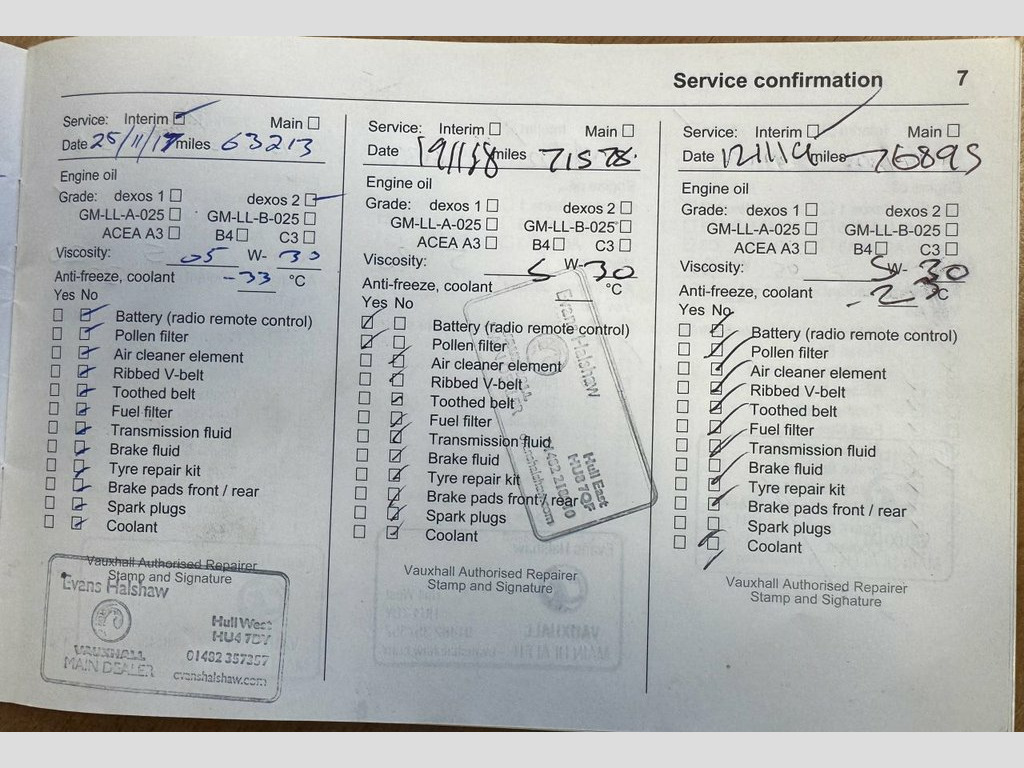 Service confirmation 7
Service: Interim Main
Date 25/11/17 miles 63213
Engine oil
Grade: dexos 1 dexos 2
GM-LL-A-025 GM-LL-B-025
ACEA A3 B4 C3
Viscosity: 05 W- 30
Anti-freeze, coolant -33 °C
Yes No
Battery (radio remote control)
Pollen filter
Air cleaner element
Ribbed V-belt
Toothed belt
Fuel filter
Transmission fluid
Brake fluid
Tyre repair kit
Brake pads front / rear
Spark plugs
Coolant
Vauxhall Authorised Repairer
Stamp and Signature
Evans Halshaw
Hull West
HU4 7DY
VAUXHALL
MAIN DEALER
01482 357357
evanshalshaw.com
Service: Interim Main
Date miles 71578
Engine oil
Grade: dexos 1 dexos 2
GM-LL-A-025 GM-LL-B-025
ACEA A3 B4 C3
Viscosity: 5 W- 30
Anti-freeze, coolant °C
Yes No
Battery (radio remote control)
Pollen filter
Air cleaner element
Ribbed V-belt
Toothed belt
Fuel filter
Transmission fluid
Brake fluid
Tyre repair kit
Brake pads front / rear
Spark plugs
Coolant
Evans Halshaw
Hull East
HU8 7QF
Vauxhall Authorised Repairer
Stamp and Signature
Service: Interim Main
Date miles 76895
Engine oil
Grade: dexos 1 dexos 2
GM-LL-A-025 GM-LL-B-025
ACEA A3 B4 C3
Viscosity: 5 W- 30
Anti-freeze, coolant °C
Yes No
Battery (radio remote control)
Pollen filter
Air cleaner element
Ribbed V-belt
Toothed belt
Fuel filter
Transmission fluid
Brake fluid
Tyre repair kit
Brake pads front / rear
Spark plugs
Coolant
Vauxhall Authorised Repairer
Stamp and Signature